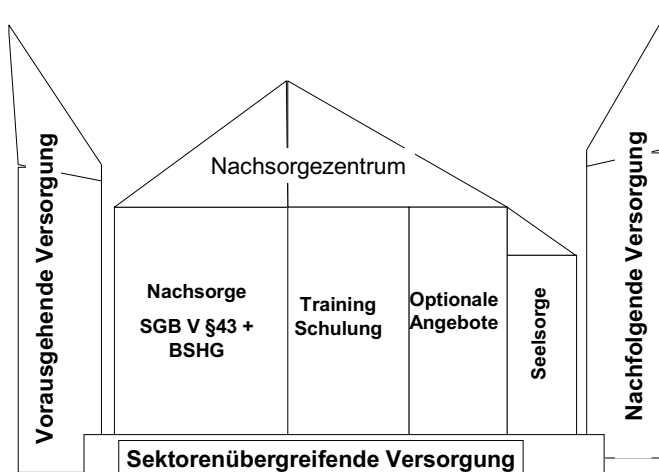 Vorausgehende Versorgung
Nachsorgezentrum
Nachsorge
SGB V §43 +
BSHG
Training
Schulung
Optionale
Angebote
Seelsorge
Nachfolgende Versorgung
Sektorenübergreifende Versorgung